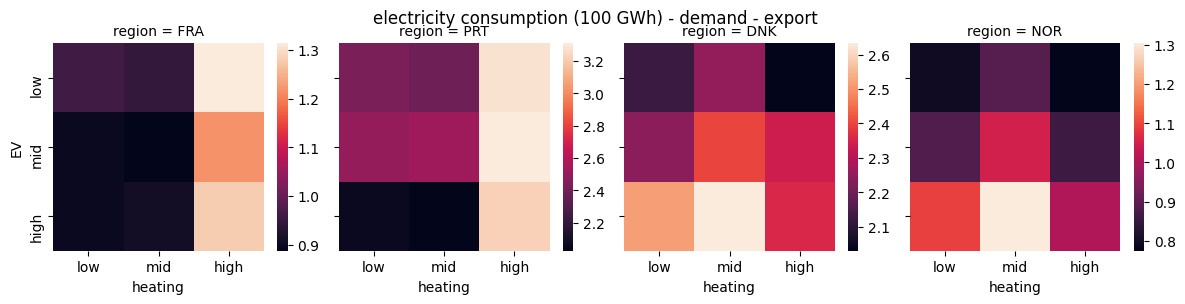 electricity consumption (100 GWh) - demand - export
region = FRA
region = PRT
region = DNK
region = NOR
EV
low
mid
high
low mid high
heating
1.3
1.2
1.1
1.0
0.9
low mid high
heating
3.2
3.0
2.8
2.6
2.4
2.2
low mid high
heating
2.6
2.5
2.4
2.3
2.2
2.1
low mid high
heating
1.3
1.2
1.1
1.0
0.9
0.8